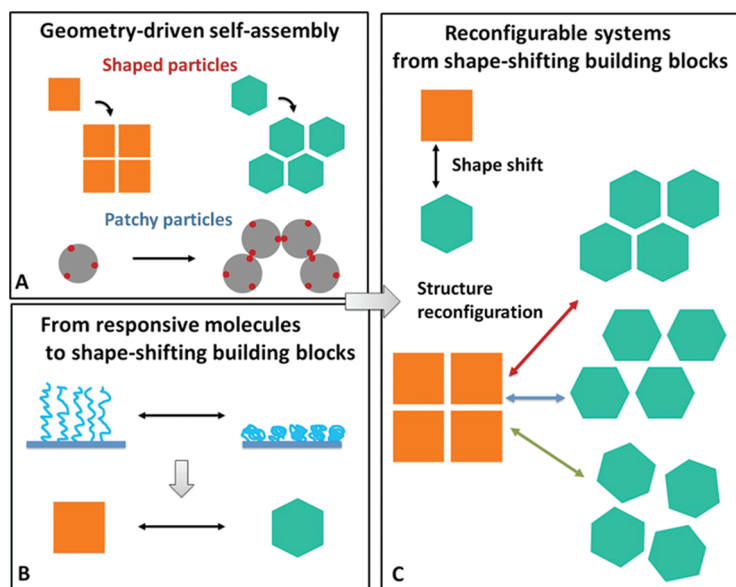 Geometry-driven self-assembly
Shaped particles
Patchy particles
A
From responsive molecules
to shape-shifting building blocks
B
Reconfigurable systems
from shape-shifting building blocks
Shape shift
Structure
reconfiguration
C